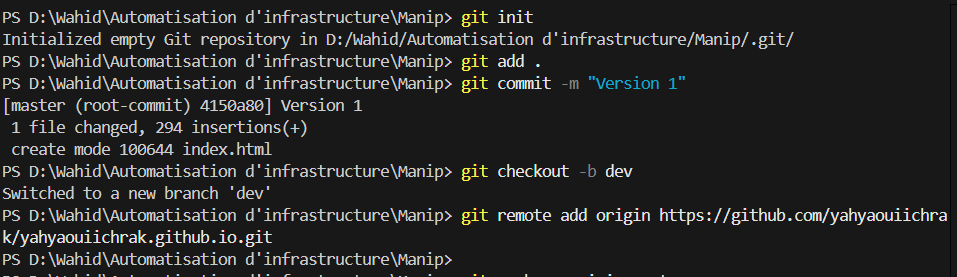 PS D:\Wahid\Automatisation d'infrastructure\Manip> git init
Initialized empty Git repository in D:/Wahid/Automatisation d'infrastructure/Manip/.git/
PS D:\Wahid\Automatisation d'infrastructure\Manip> git add .
PS D:\Wahid\Automatisation d'infrastructure\Manip> git commit -m "Version 1"
[master (root-commit) 4150a80] Version 1
 1 file changed, 294 insertions(+)
 create mode 100644 index.html
PS D:\Wahid\Automatisation d'infrastructure\Manip> git checkout -b dev
Switched to a new branch 'dev'
PS D:\Wahid\Automatisation d'infrastructure\Manip> git remote add origin https://github.com/yahyaouiichra
k/yahyaouiichrak.github.io.git
PS D:\Wahid\Automatisation d'infrastructure\Manip>